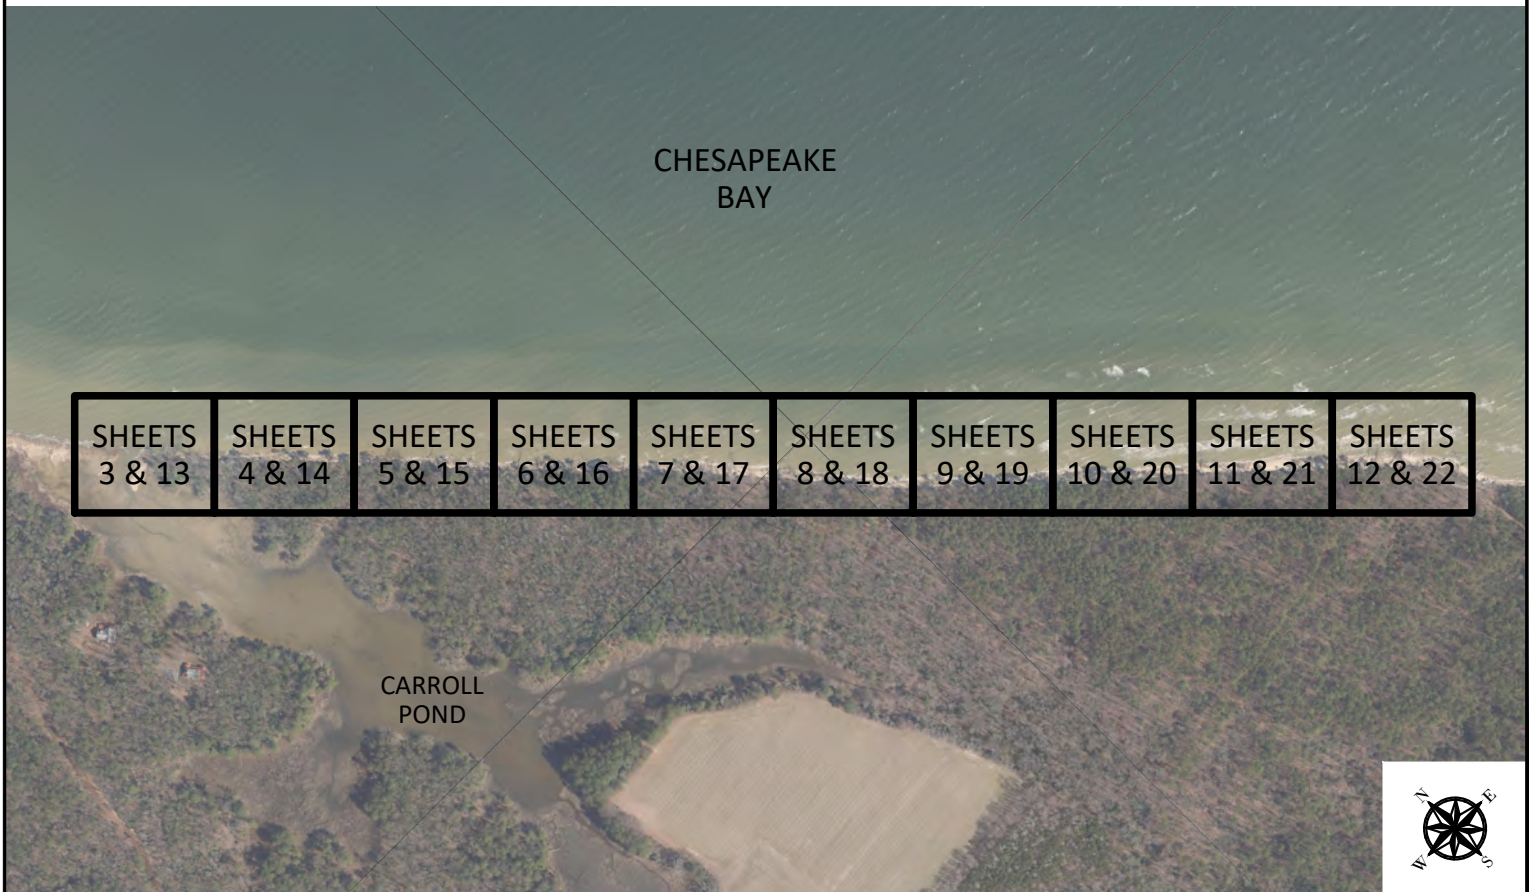 CHESAPEAKE
BAY
SHEETS
3 & 13
SHEETS
4 & 14
SHEETS
5 & 15
SHEETS
6 & 16
SHEETS
7 & 17
SHEETS
8 & 18
SHEETS
9 & 19
SHEETS
10 & 20
SHEETS
11 & 21
SHEETS
12 & 22
CARROLL
POND
N
E
W
S